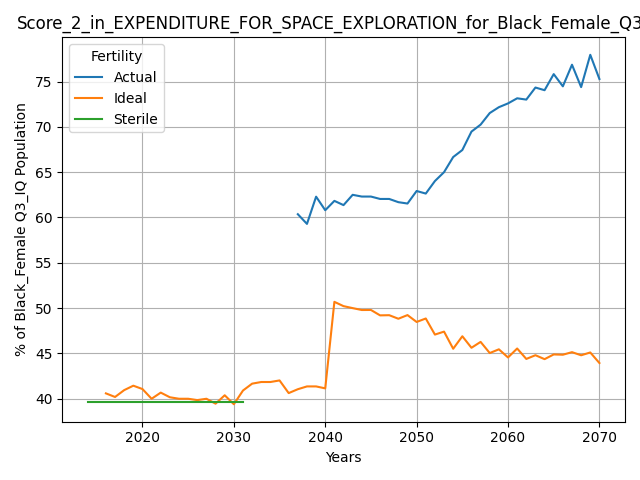 Score_2_in_EXPENDITURE_FOR_SPACE_EXPLORATION_for_Black_Female_Q3
Fertility
Actual
Ideal
Sterile
% of Black_Female Q3_IQ Population
75
70
65
60
55
50
45
40
2020 2030 2040 2050 2060 2070
Years